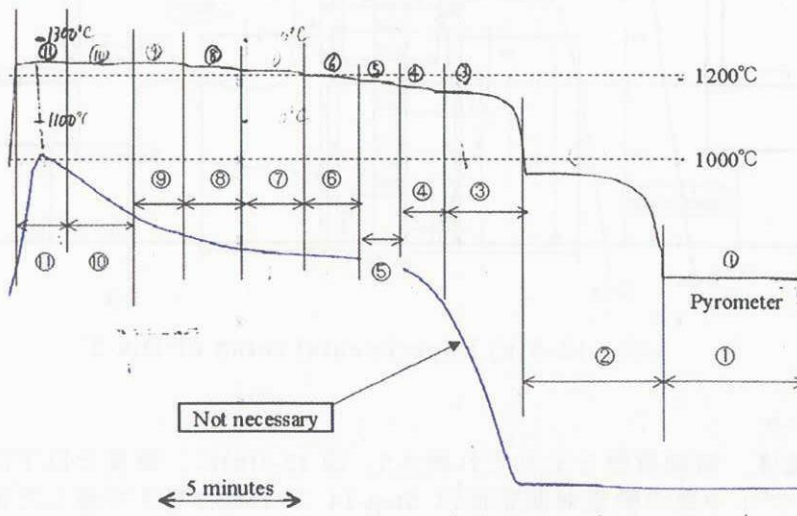 1300°C
⑪ ⑩ ⑨ ⑧ ⑥ ⑤ ④ ③
1200°C
1100°C
1000°C
⑨ ⑧ ⑦ ⑥ ④ ③
⑪ ⑩ ⑤ ①
Pyrometer
② ①
Not necessary
5 minutes